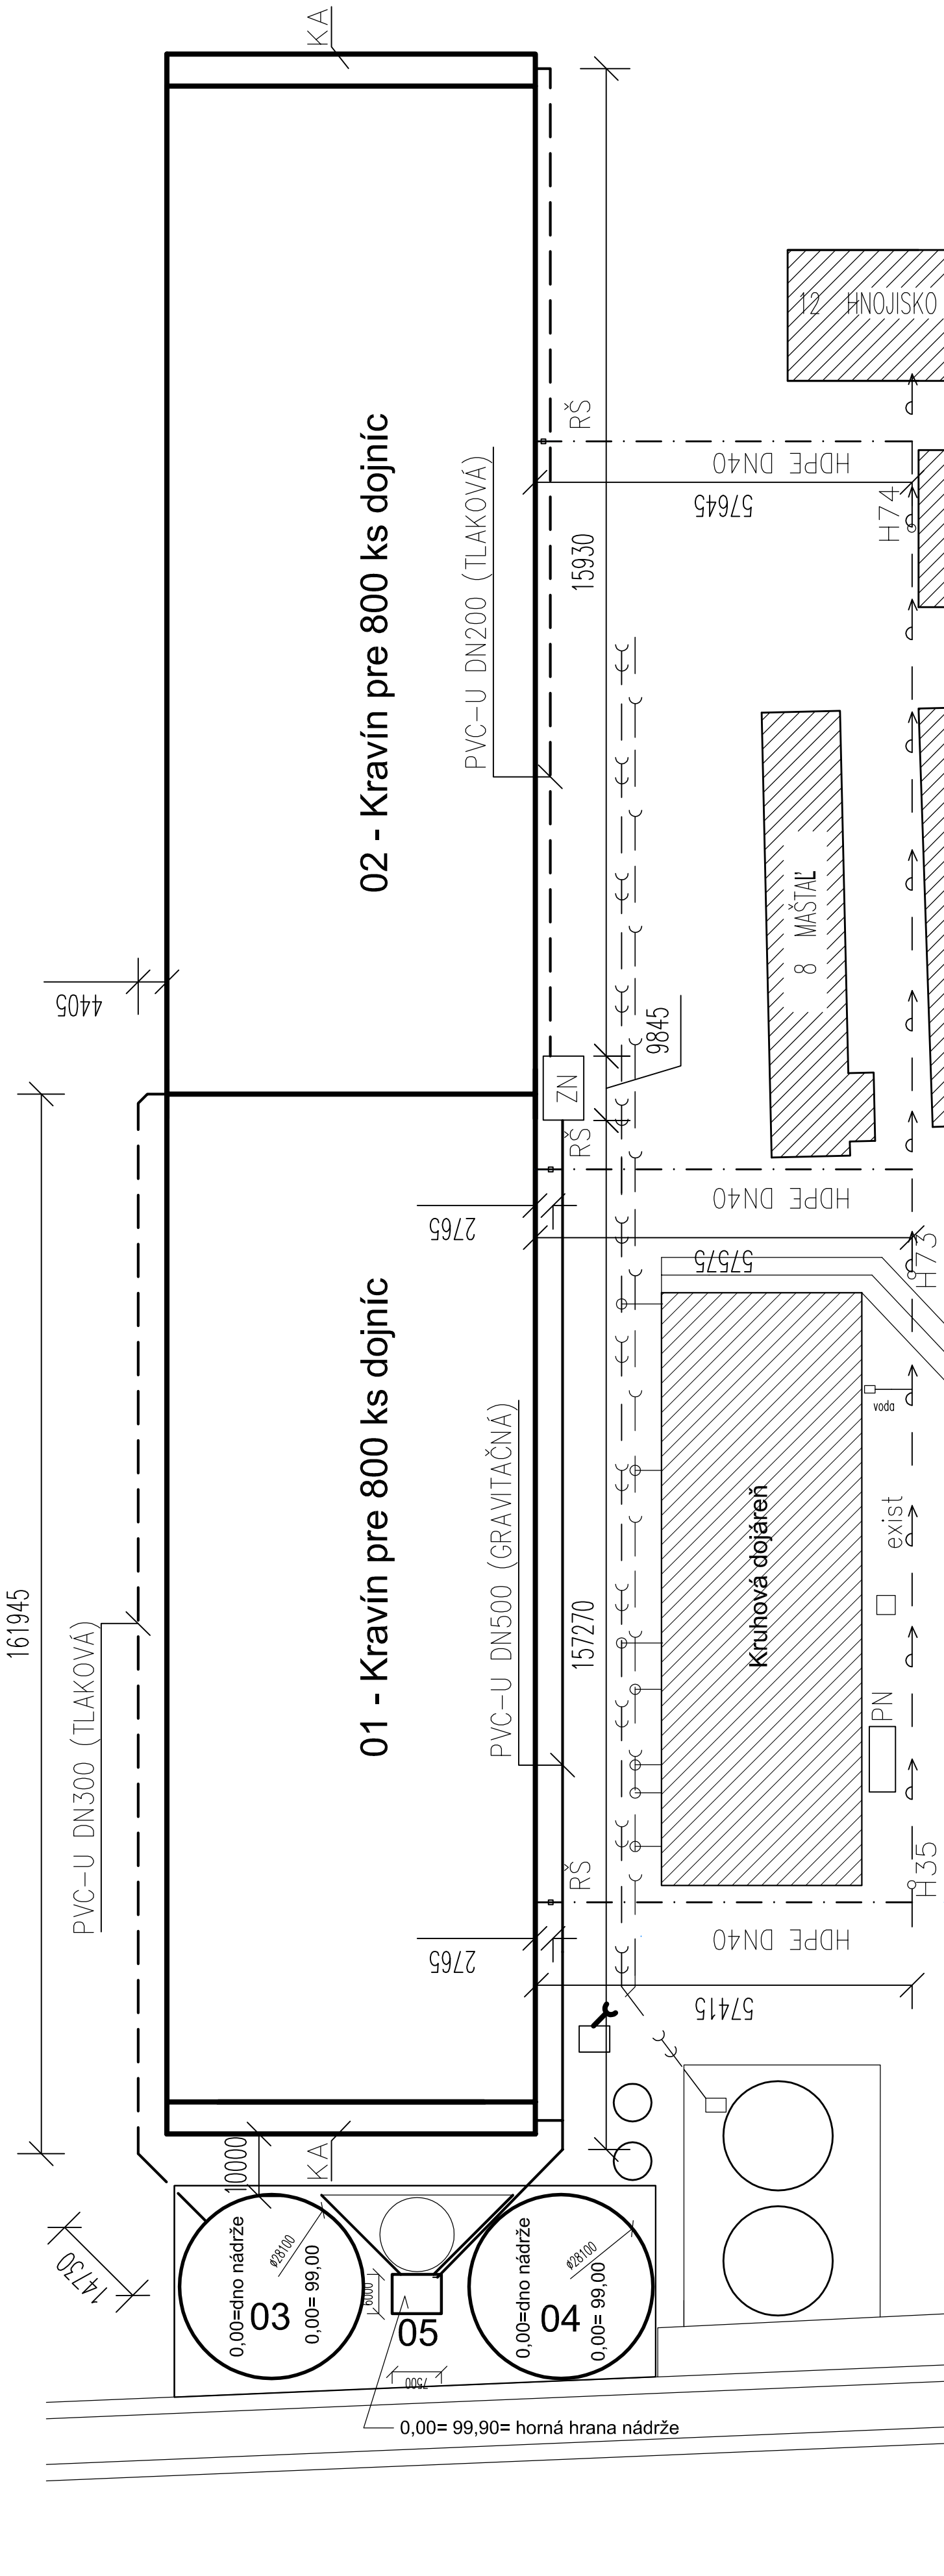 KA
12 HNOJISKO
RŠ
HDPE DN40
57645
H74
02 - Kravín pre 800 ks dojníc
PVC-U DN200 (TLAKOVÁ)
15930
8 MAŠTAĽ
4405
9845
ZN
RŠ
HDPE DN40
2765
57575
H73
01 - Kravín pre 800 ks dojníc
PVC-U DN500 (GRAVITAČNÁ)
voda
exist
Kruhová dojáreň
161945
PVC-U DN300 (TLAKOVÁ)
157270
PN
RŠ
H35
HDPE DN40
2765
57415
10000
KA
14730
0,00=dno nádrže
03
0,00= 99,00
ø28100
6000
05
7500
0,00=dno nádrže
04
0,00= 99,00
ø28100
0,00= 99,90= horná hrana nádrže